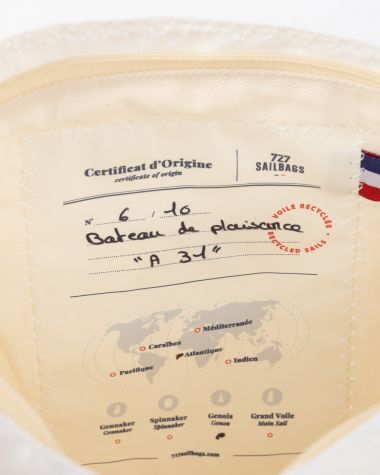 Certificat d'Origine
certificate of origin
727
SAILBAGS
N° 6 / 10
Bateau de plaisance
"A 31"
VOILE RECYCLÉE
RECYCLED SAILS
Méditerranée
Caraïbes
Atlantique
Pacifique
Indien
Gennaker
Gennaker
Spinnaker
Spinnaker
Génois
Genoa
Grand Voile
Main Sail
727sailbags.com